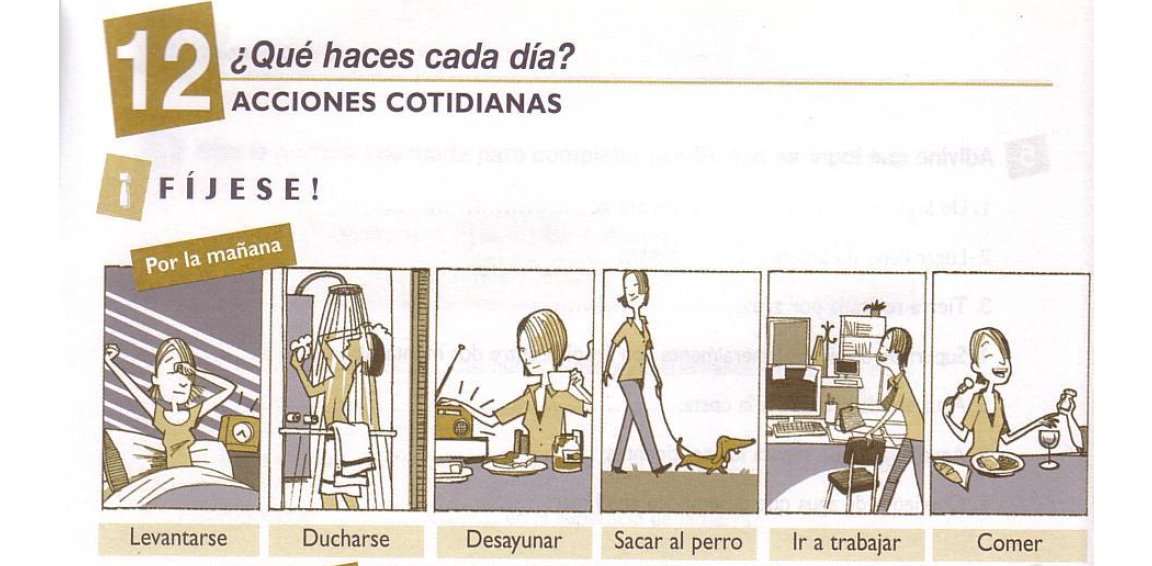 12
¿Qué haces cada día?
ACCIONES COTIDIANAS
¡FÍJESE!
Por la mañana
Levantarse
Ducharse
Desayunar
Sacar al perro
Ir a trabajar
Comer